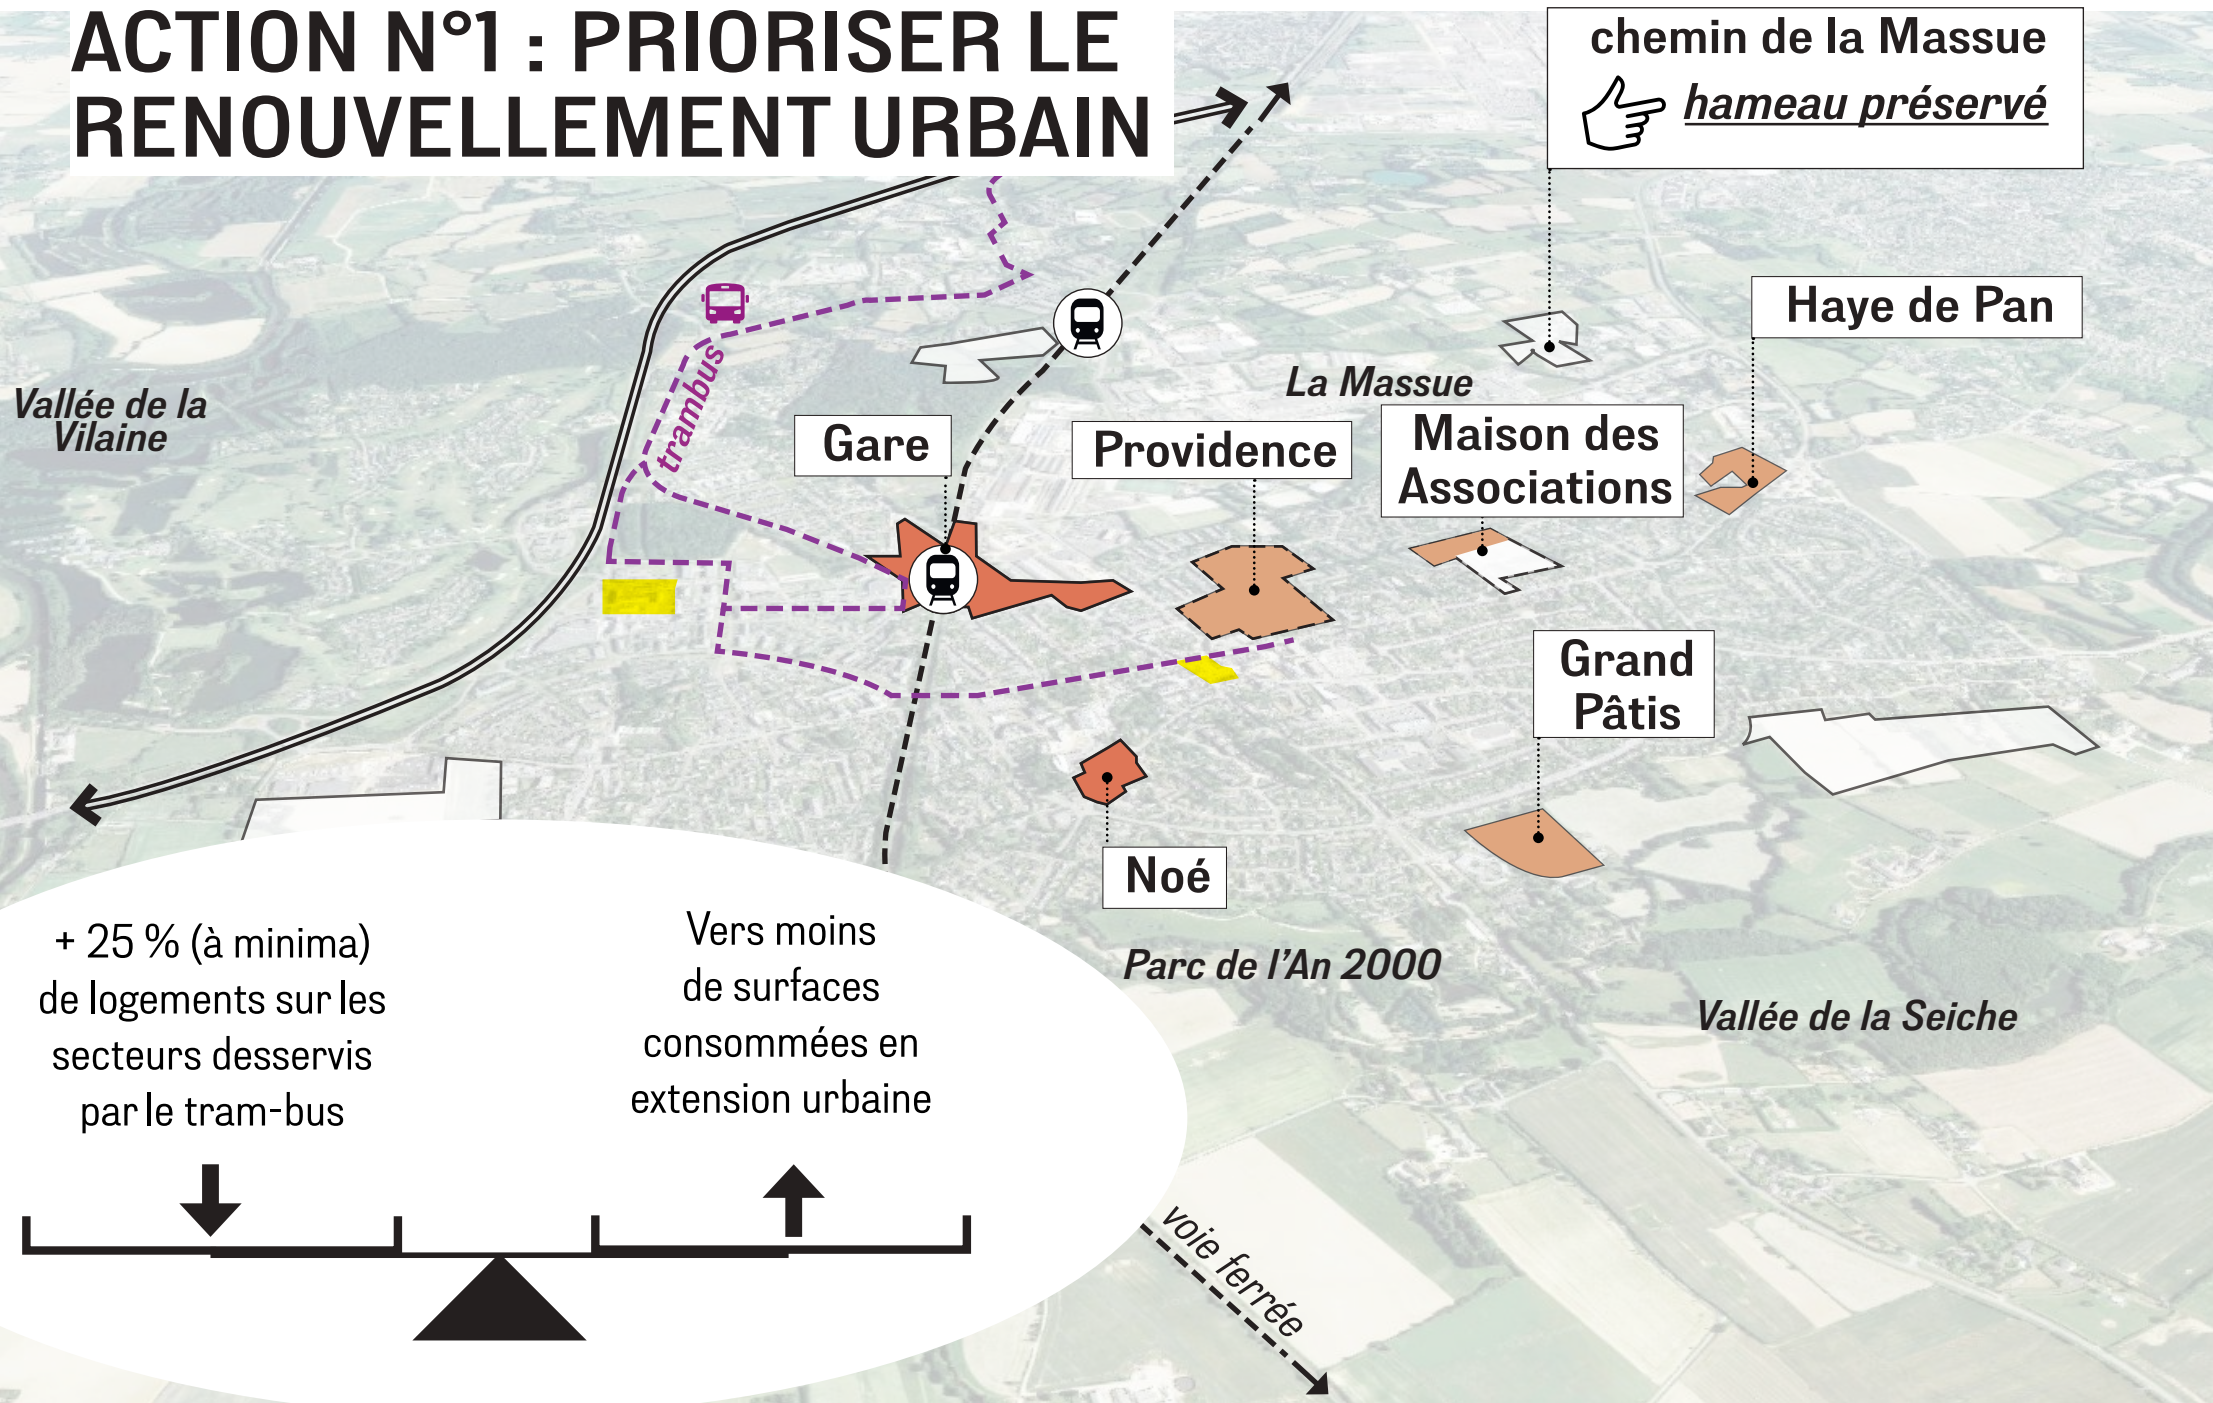 ACTION N°1 : PRIORISER LE
RENOUVELLEMENT URBAIN
chemin de la Massue
hameau préservé
Haye de Pan
La Massue
Vallée de la
Vilaine
trambus
Gare
Providence
Maison des
Associations
Grand
Pâtis
Noé
Parc de l'An 2000
Vallée de la Seiche
+ 25 % (à minima)
de logements sur les
secteurs desservis
par le tram-bus
Vers moins
de surfaces
consommées en
extension urbaine
voie ferrée